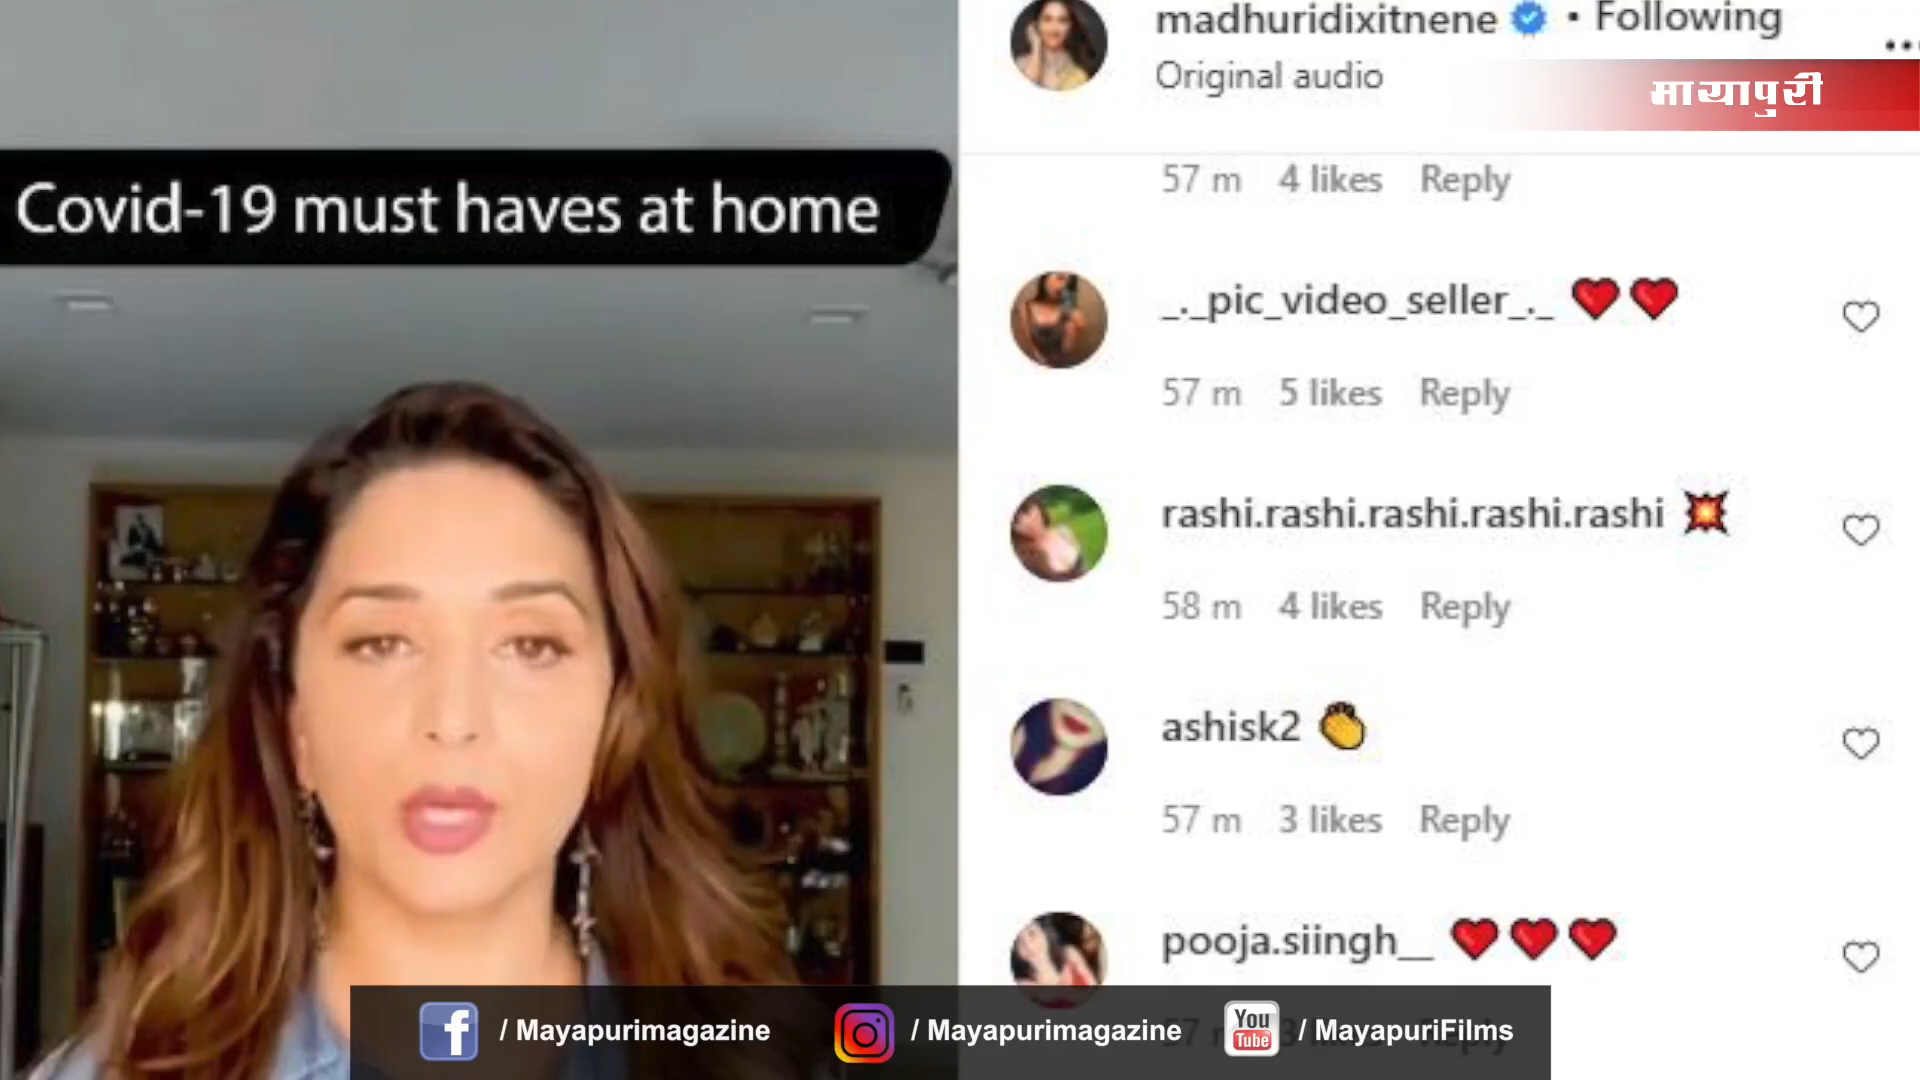 madhuridixitnene • Following
Original audio
मायापुरी
Covid-19 must haves at home
57 m 4 likes Reply
_._pic_video_seller_._ ❤️❤️
57 m 5 likes Reply
rashi.rashi.rashi.rashi.rashi 💥
58 m 4 likes Reply
ashisk2 👏
57 m 3 likes Reply
pooja.siingh__ ❤️❤️❤️
/ Mayapurimagazine / Mayapurimagazine You Tube / MayapuriFilms